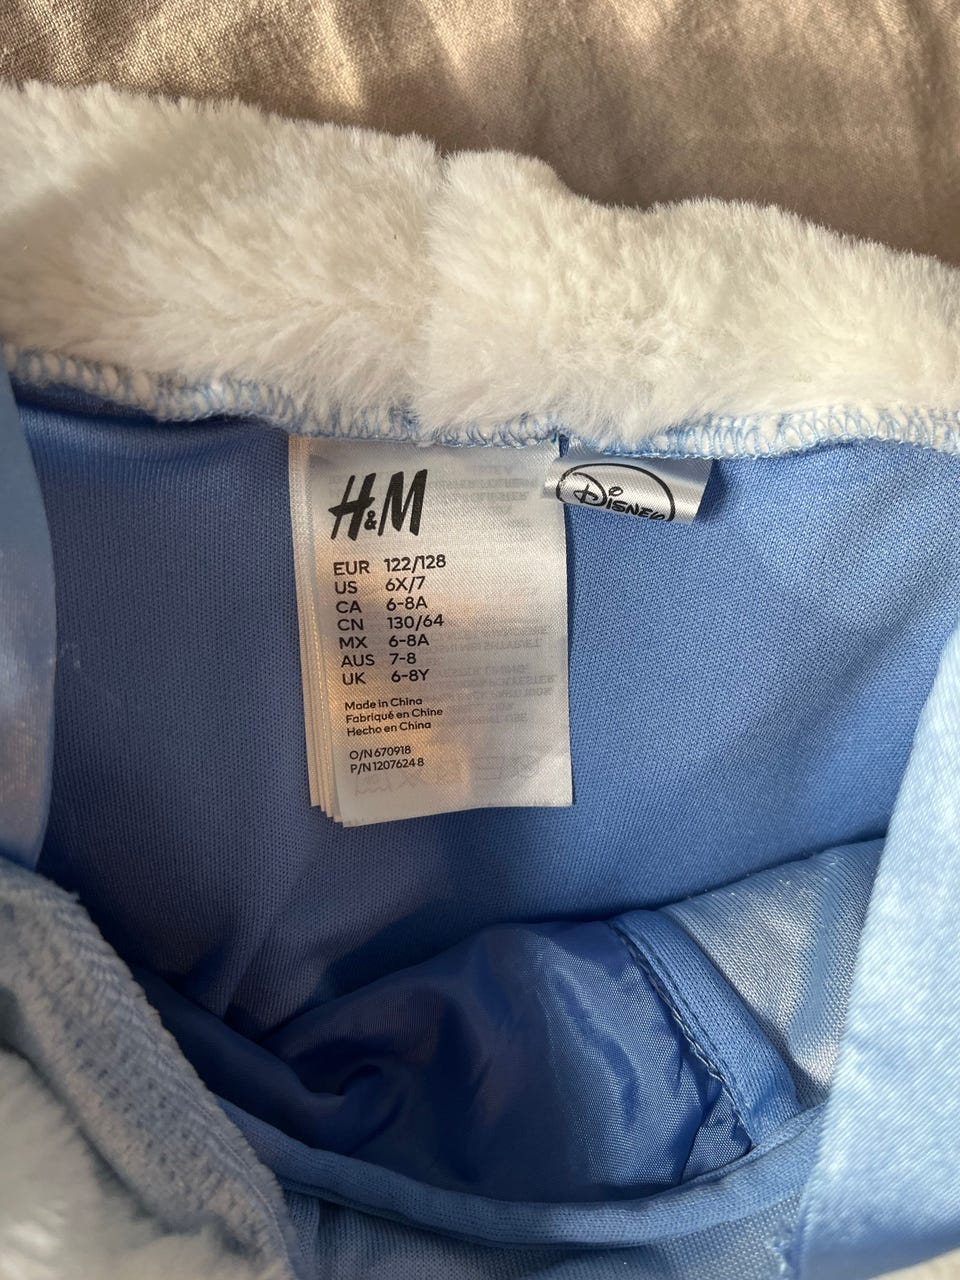 H&M
DISNEY
EUR 122/128
US 6X/7
CA 6-8A
CN 130/64
MX 6-8A
AUS 7-8
UK 6-8Y
Made in China
Fabriqué en Chine
Hecho en China
O/N 670918
P/N 1207624 8